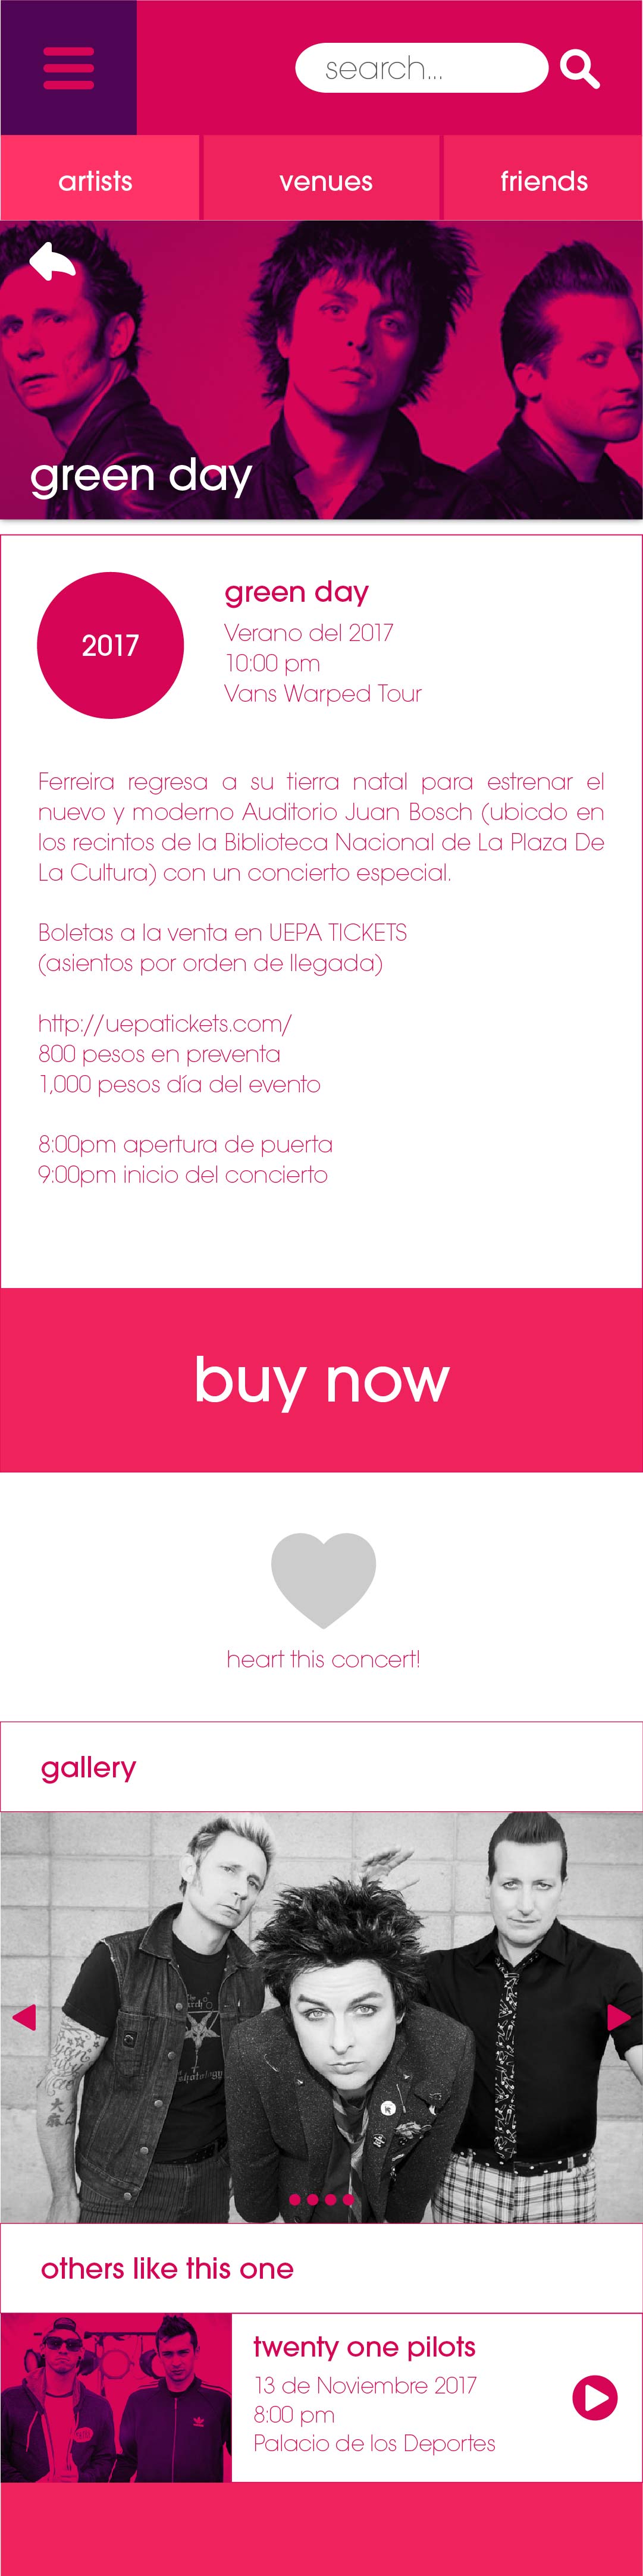 search...
artists
venues
friends
green day
2017
green day
Verano del 2017
10:00 pm
Vans Warped Tour
Ferreira regresa a su tierra natal para estrenar el
nuevo y moderno Auditorio Juan Bosch (ubicdo en
los recintos de la Biblioteca Nacional de La Plaza De
La Cultura) con un concierto especial.
Boletas a la venta en UEPA TICKETS
(asientos por orden de llegada)
http://uepatickets.com/
800 pesos en preventa
1,000 pesos día del evento
8:00pm apertura de puerta
9:00pm inicio del concierto
buy now
heart this concert!
gallery
others like this one
twenty one pilots
13 de Noviembre 2017
8:00 pm
Palacio de los Deportes